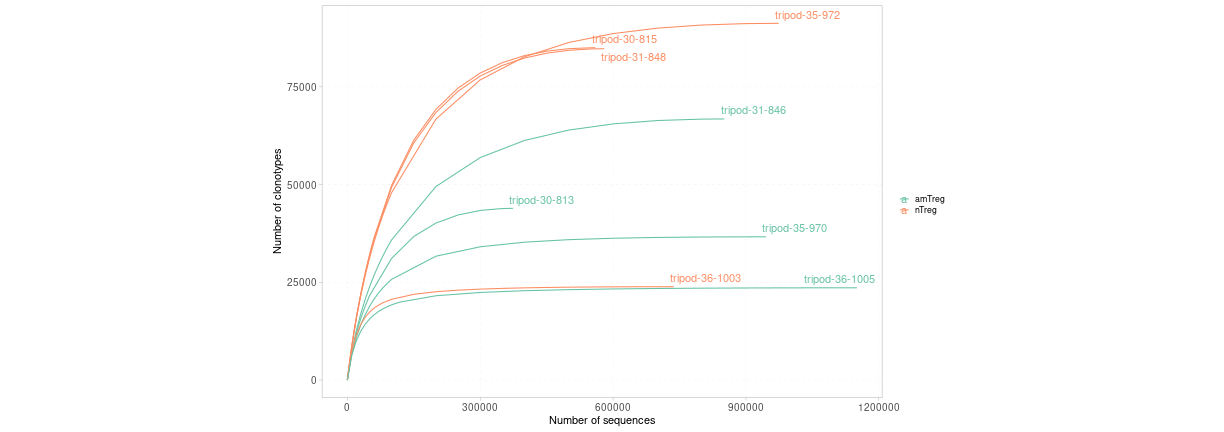 tripod-35-972
tripod-30-815
tripod-31-848
75000
tripod-31-846
50000
tripod-30-813
a amTreg
a nTreg
tripod-35-970
25000
tripod-36-1003
tripod-36-1005
0
Number of clonotypes
0 300000 600000 900000 1200000
Number of sequences